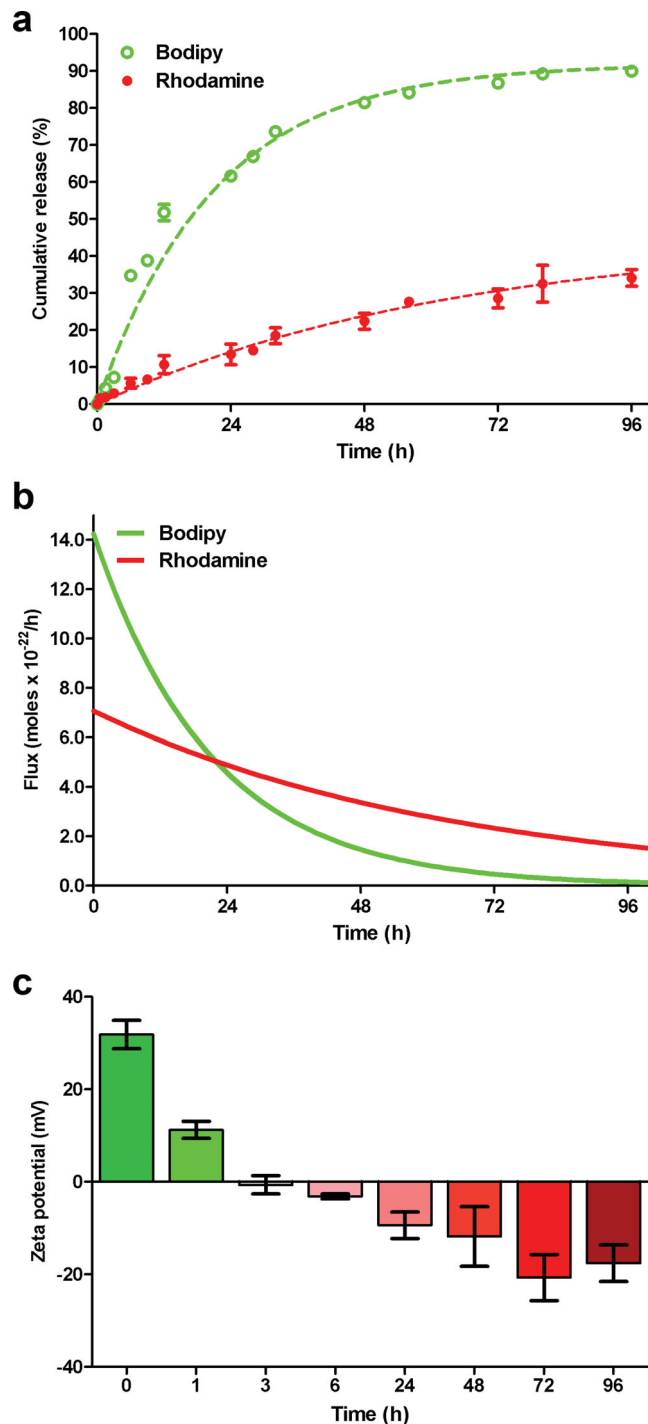 a
100
90
80
70
60
50
40
30
20
10
0
Cumulative release (%)
Bodipy
Rhodamine
0 24 48 72 96
Time (h)
b
14.0
12.0
10.0
8.0
6.0
4.0
2.0
0.0
Flux (moles x 10⁻²²/h)
Bodipy
Rhodamine
0 24 48 72 96
Time (h)
c
40
20
0
-20
-40
Zeta potential (mV)
0 1 3 6 24 48 72 96
Time (h)